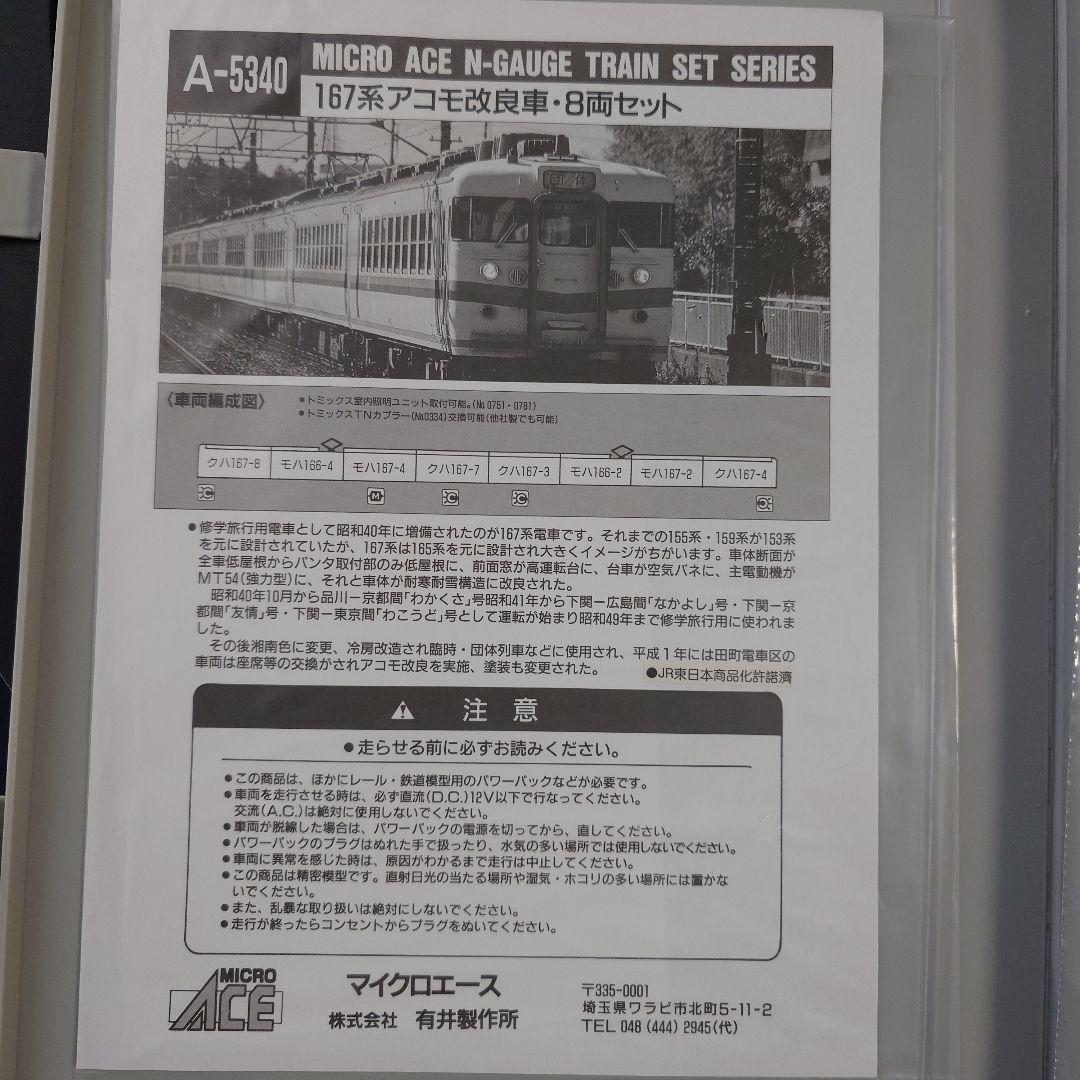 A-5340
MICRO ACE N-GAUGE TRAIN SET SERIES
167系アコモ改良車・8両セット
団体
〈車両編成図〉
●トミックス室内照明ユニット取付可能。(No.0751・0781)
●トミックスTNカプラー(No.0334)交換可能(他社製でも可能)
クハ167-8 モハ166-4 モハ167-4 クハ167-7 クハ167-3 モハ166-2 モハ167-2 クハ167-4
C M C C C
●修学旅行用電車として昭和40年に増備されたのが167系電車です。それまでの155系・159系が153系
を元に設計されていたが、167系は165系を元に設計され大きくイメージがちがいます。車体断面が
全車低屋根からパンタ取付部のみ低屋根に、前面窓が高運転台に、台車が空気バネに、主電動機が
MT54(強力型)に、それと車体が耐寒耐雪構造に改良された。
昭和40年10月から品川ー京都間「わかくさ」号昭和41年から下関ー広島間「なかよし」号・下関ー京
都間「友情」号・下関ー東京間「わこうど」号として運転が始まり昭和49年まで修学旅行用に使われま
した。
その後湘南色に変更、冷房改造され臨時・団体列車などに使用され、平成1年には田町電車区の
車両は座席等の交換がされアコモ改良を実施、塗装も変更された。
●JR東日本商品化許諾済
注意
●走らせる前に必ずお読みください。
●この商品は、ほかにレール・鉄道模型用のパワーパックなどが必要です。
●車両を走行させる時は、必ず直流(D.C.)12V以下で行なってください。
交流(A.C.)は絶対に使用しないでください。
●車両が脱線した場合は、パワーパックの電源を切ってから、直してください。
●パワーパックのプラグはぬれた手で扱ったり、水気の多い場所では使用しないでください。
●車両に異常を感じた時は、原因がわかるまで走行は中止してください。
●この商品は精密模型です。直射日光の当たる場所や湿気・ホコリの多い場所には置かな
いでください。
●また、乱暴な取り扱いは絶対にしないでください。
●走行が終ったらコンセントからプラグをぬいてください。
MICRO
ACE
マイクロエース
株式会社 有井製作所
〒335-0001
埼玉県ワラビ市北町5-11-2
TEL 048 (444) 2945(代)